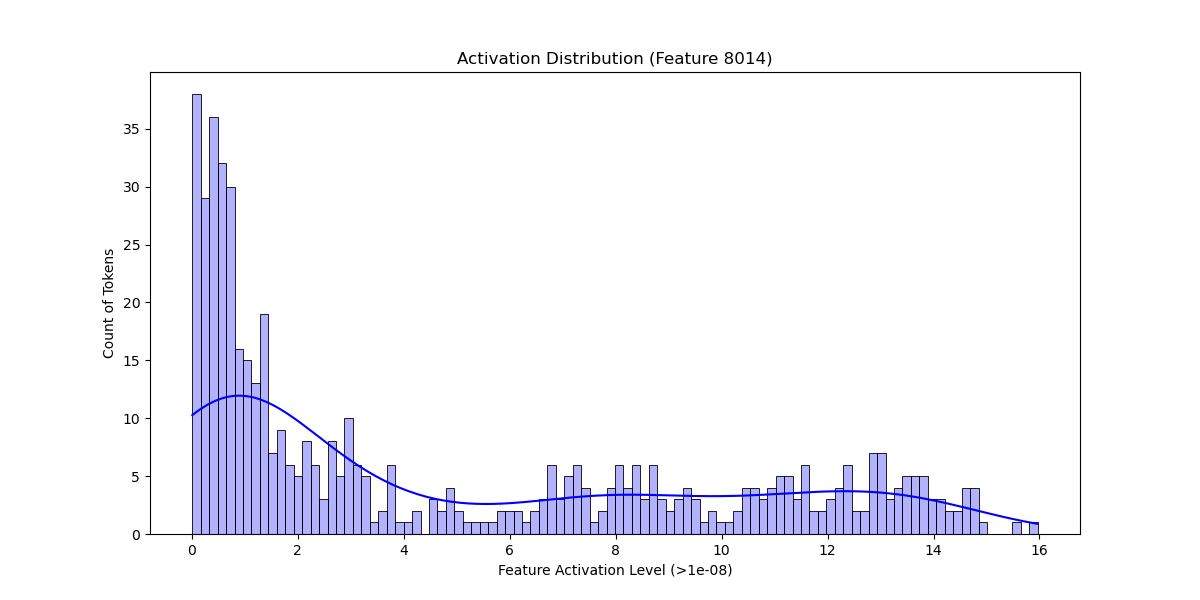 Activation Distribution (Feature 8014)
Count of Tokens
35
30
25
20
15
10
5
0
0 2 4 6 8 10 12 14 16
Feature Activation Level (>1e-08)